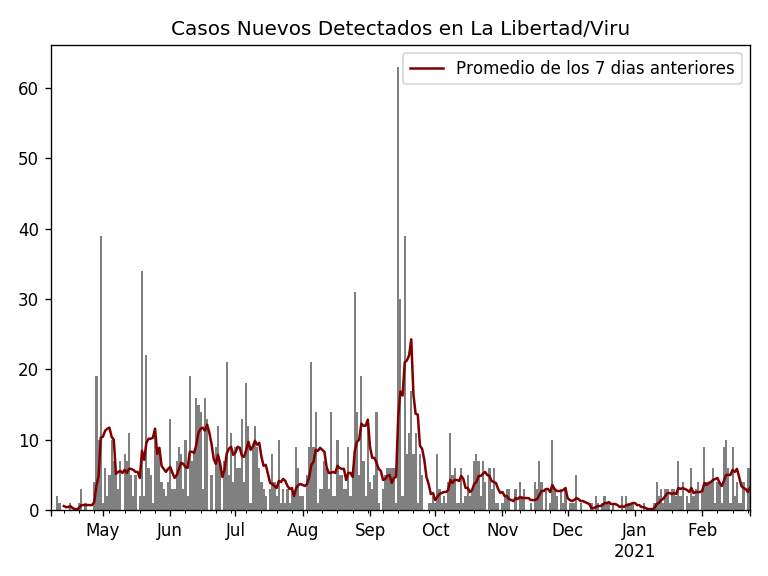 Casos Nuevos Detectados en La Libertad/Viru
Promedio de los 7 dias anteriores
60
50
40
30
20
10
0
May Jun Jul Aug Sep Oct Nov Dec Jan Feb
2021